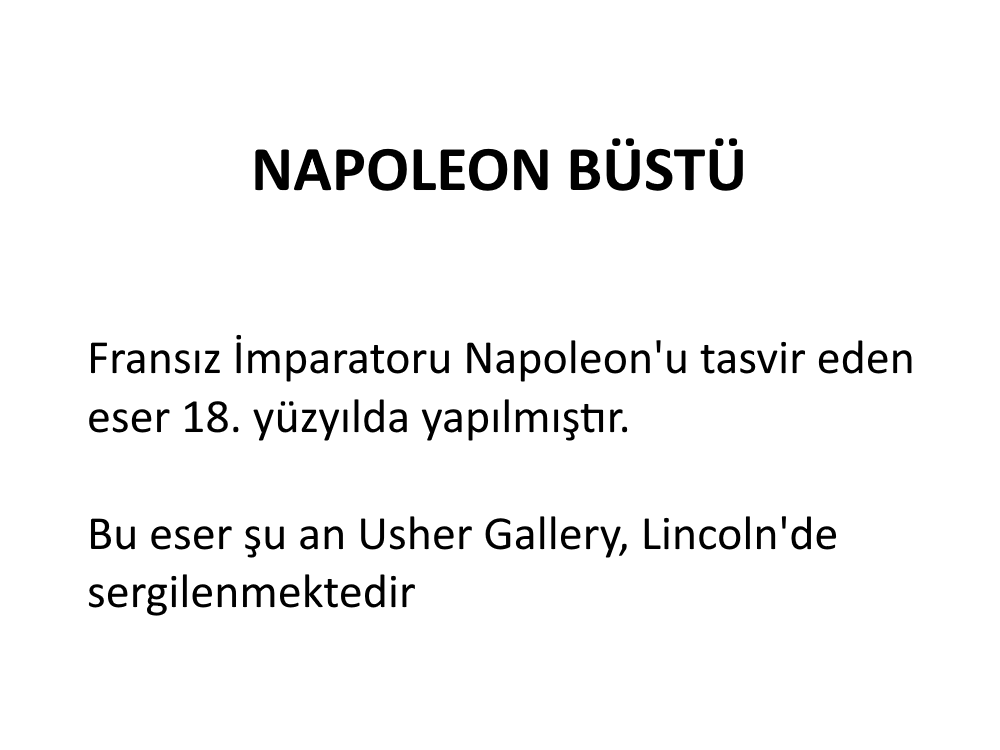 NAPOLEON BÜSTÜ
Fransız İmparatoru Napoleon'u tasvir eden
eser 18. yüzyılda yapılmıştır.
Bu eser şu an Usher Gallery, Lincoln'de
sergilenmektedir